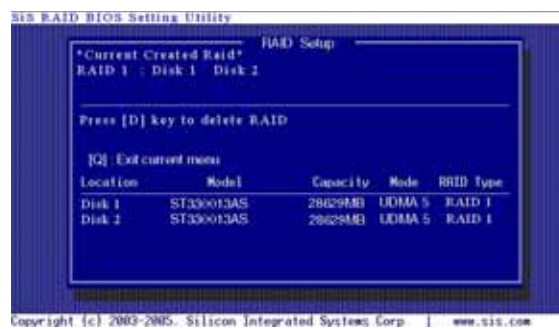 SiS RAID BIOS Setting Utility
RAID Setup
*Current Created Raid*
RAID 1 : Disk 1 Disk 2
Press [D] key to delete RAID
[Q] : Exit current menu
Location Model Capacity Mode RAID Type
Disk 1 ST330013AS 28629MB UDMA 5 RAID 1
Disk 2 ST330013AS 28629MB UDMA 5 RAID 1
Copyright (c) 2003-2005. Silicon Integrated Systems Corp | www.sis.com